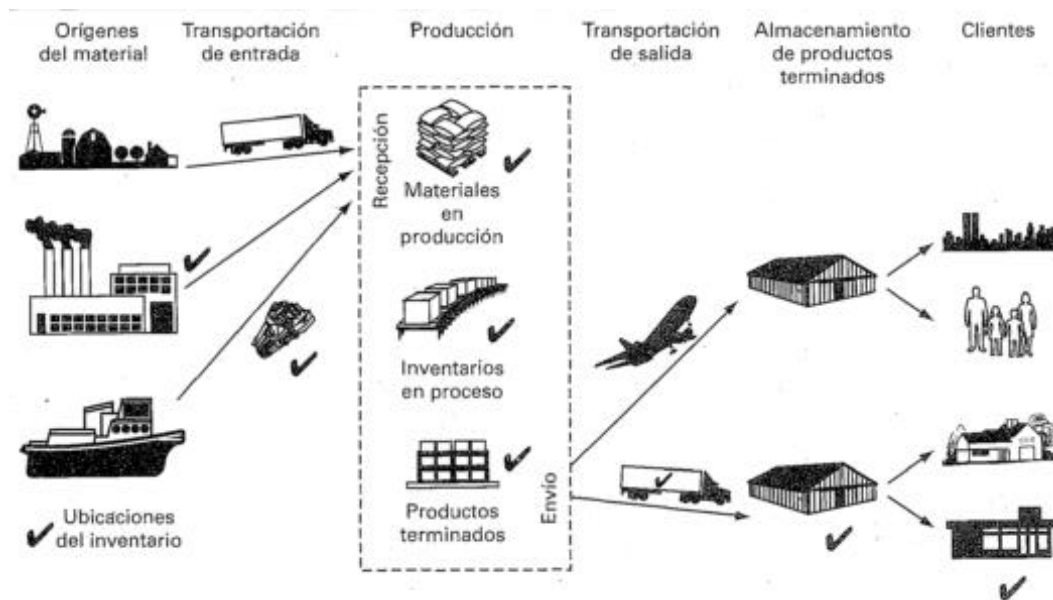 Orígenes
del material
Transportación
de entrada
Producción
Transportación
de salida
Almacenamiento
de productos
terminados
Clientes
Recepción
Materiales
en
producción
Inventarios
en proceso
Productos
terminados
Envío
Ubicaciones
del inventario